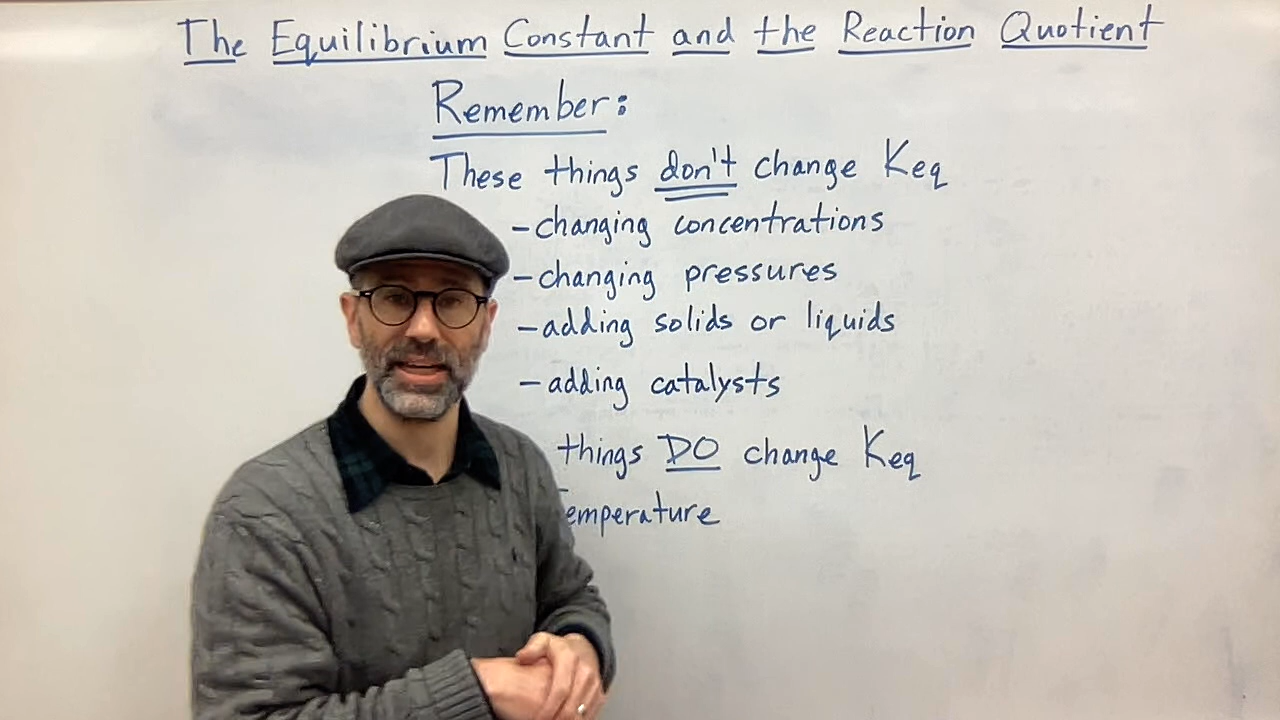 The Equilibrium Constant and the Reaction Quotient
Remember:
These things don't change Keq
-changing concentrations
-changing pressures
-adding solids or liquids
-adding catalysts
things DO change Keq
emperature